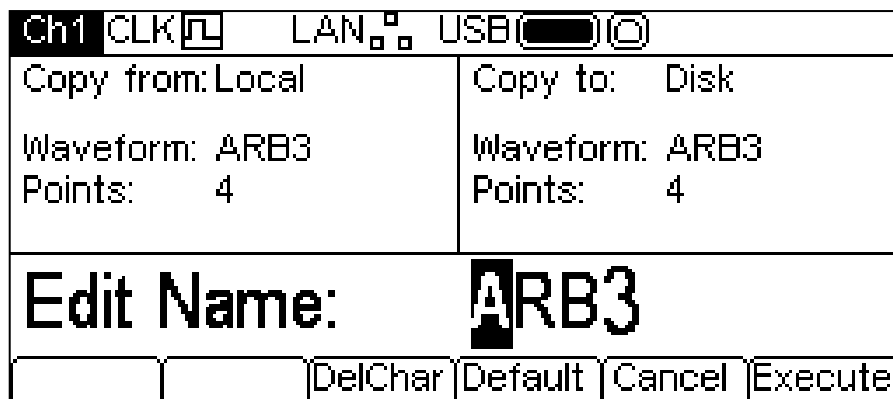 Ch1 CLK LAN USB
Copy from: Local Copy to: Disk
Waveform: ARB3 Waveform: ARB3
Points: 4 Points: 4
Edit Name: ARB3
DelChar Default Cancel Execute